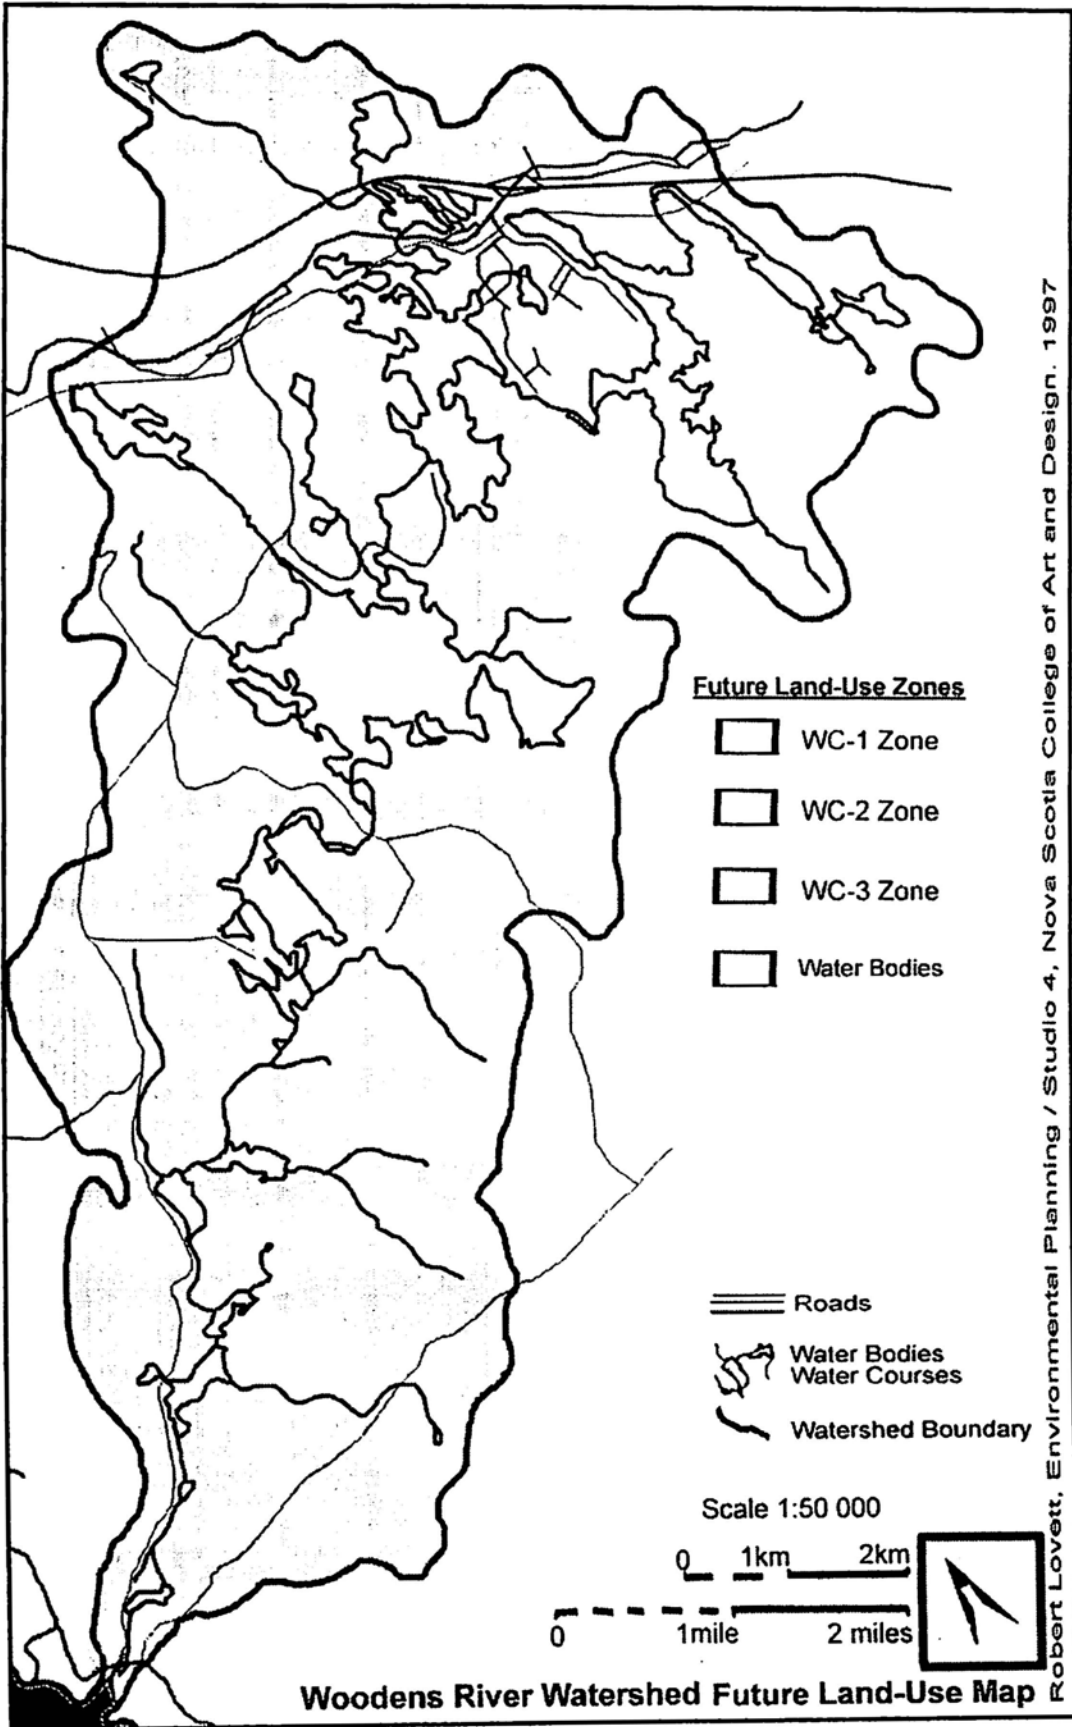 Future Land-Use Zones
WC-1 Zone
WC-2 Zone
WC-3 Zone
Water Bodies
Roads
Water Bodies
Water Courses
Watershed Boundary
Scale 1:50 000
0 1km 2km
0 1mile 2 miles
Woodens River Watershed Future Land-Use Map
Robert Lovett, Environmental Planning / Studio 4, Nova Scotia College of Art and Design. 1997